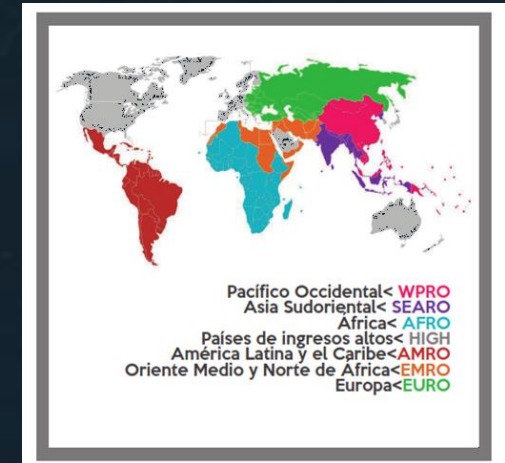 Pacífico Occidental< WPRO
Asia Sudoriental< SEARO
África< AFRO
Países de ingresos altos< HIGH
América Latina y el Caribe<AMRO
Oriente Medio y Norte de África<EMRO
Europa<EURO